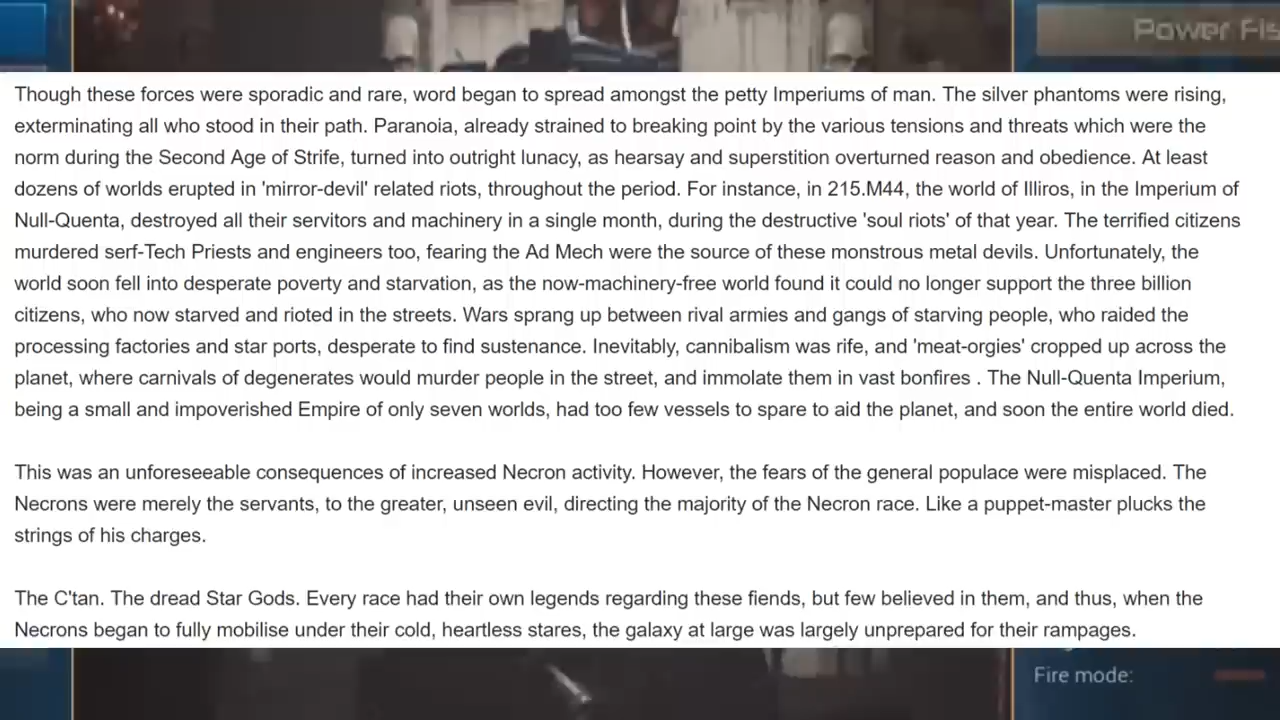 Power Fis
Though these forces were sporadic and rare, word began to spread amongst the petty Imperiums of man. The silver phantoms were rising,
exterminating all who stood in their path. Paranoia, already strained to breaking point by the various tensions and threats which were the
norm during the Second Age of Strife, turned into outright lunacy, as hearsay and superstition overturned reason and obedience. At least
dozens of worlds erupted in 'mirror-devil' related riots, throughout the period. For instance, in 215.M44, the world of Illiros, in the Imperium of
Null-Quenta, destroyed all their servitors and machinery in a single month, during the destructive 'soul riots' of that year. The terrified citizens
murdered serf-Tech Priests and engineers too, fearing the Ad Mech were the source of these monstrous metal devils. Unfortunately, the
world soon fell into desperate poverty and starvation, as the now-machinery-free world found it could no longer support the three billion
citizens, who now starved and rioted in the streets. Wars sprang up between rival armies and gangs of starving people, who raided the
processing factories and star ports, desperate to find sustenance. Inevitably, cannibalism was rife, and 'meat-orgies' cropped up across the
planet, where carnivals of degenerates would murder people in the street, and immolate them in vast bonfires . The Null-Quenta Imperium,
being a small and impoverished Empire of only seven worlds, had too few vessels to spare to aid the planet, and soon the entire world died.
This was an unforeseeable consequences of increased Necron activity. However, the fears of the general populace were misplaced. The
Necrons were merely the servants, to the greater, unseen evil, directing the majority of the Necron race. Like a puppet-master plucks the
strings of his charges.
The C'tan. The dread Star Gods. Every race had their own legends regarding these fiends, but few believed in them, and thus, when the
Necrons began to fully mobilise under their cold, heartless stares, the galaxy at large was largely unprepared for their rampages.
Fire mode: